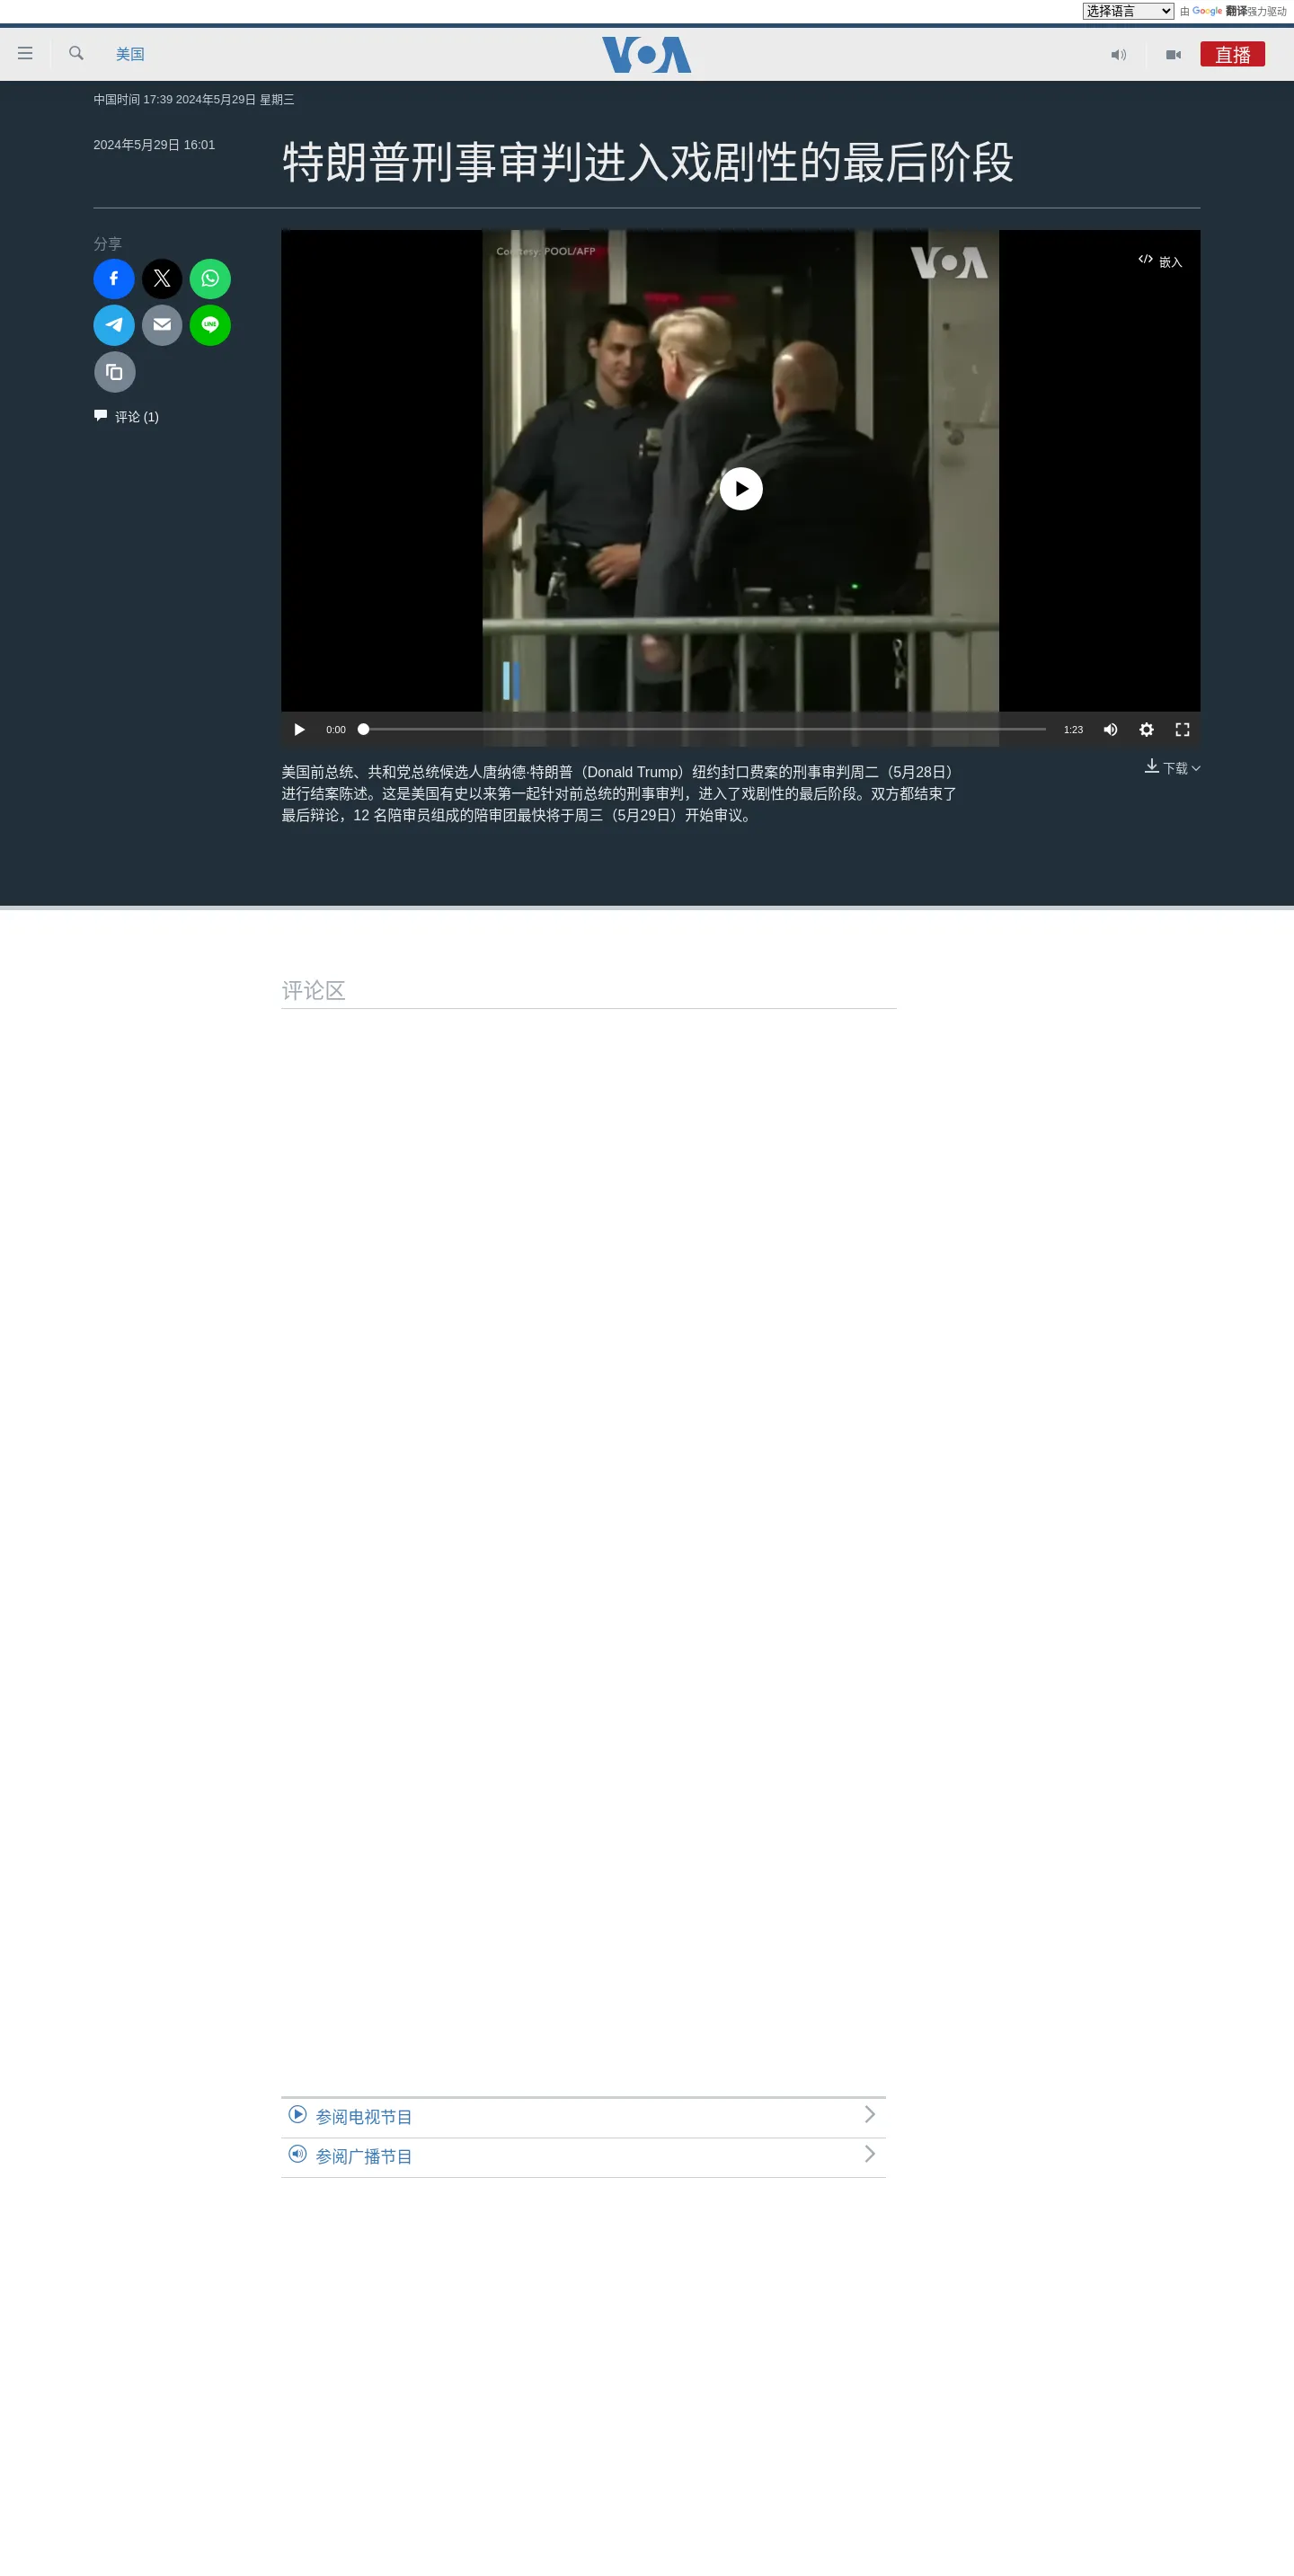 选择语言 由 Google 翻译强力驱动
美国 VOA 直播
中国时间 17:39 2024年5月29日 星期三
2024年5月29日 16:01
特朗普刑事审判进入戏剧性的最后阶段
分享
Courtesy: POOL/AFP
VOA
嵌入
LINE
评论 (1)
0:00 1:23
美国前总统、共和党总统候选人唐纳德·特朗普（Donald Trump）纽约封口费案的刑事审判周二（5月28日）
进行结案陈述。这是美国有史以来第一起针对前总统的刑事审判，进入了戏剧性的最后阶段。双方都结束了
最后辩论，12 名陪审员组成的陪审团最快将于周三（5月29日）开始审议。
下载
评论区
参阅电视节目
参阅广播节目